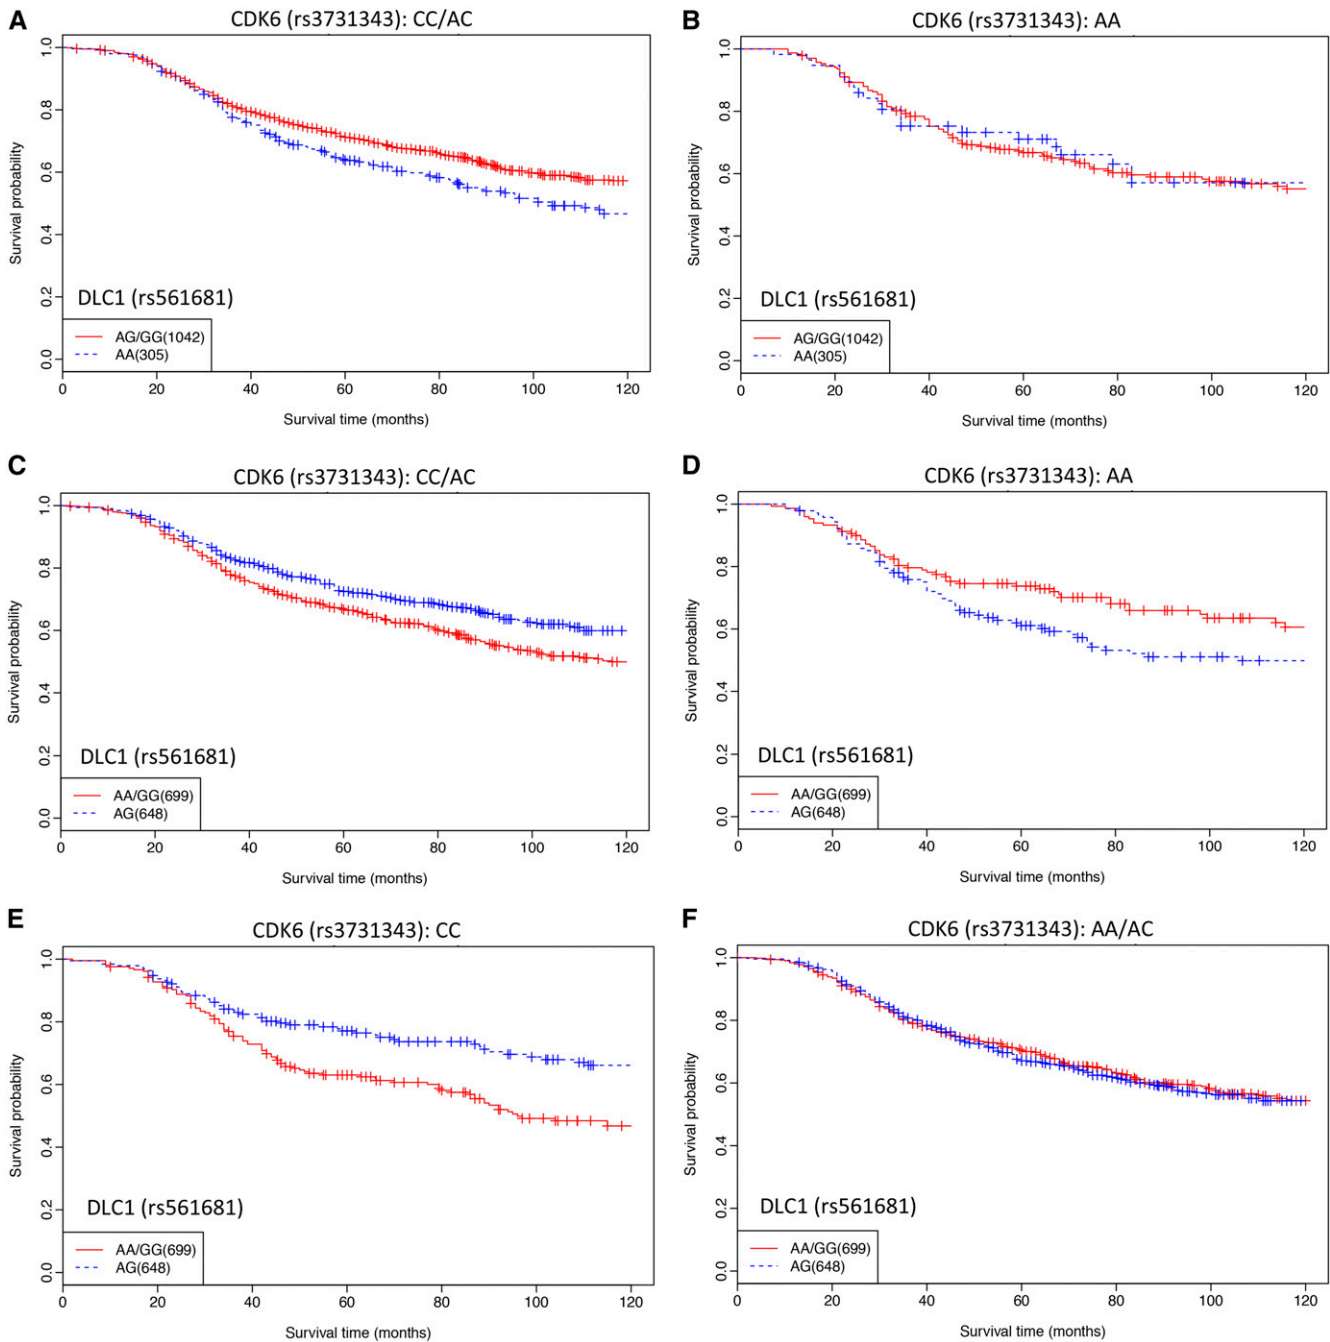 A
CDK6 (rs3731343): CC/AC
Survival probability
1.0
0.8
0.6
0.4
0.2
0.0
DLC1 (rs561681)
AG/GG(1042)
AA(305)
0 20 40 60 80 100 120
Survival time (months)
B
CDK6 (rs3731343): AA
Survival probability
1.0
0.8
0.6
0.4
0.2
0.0
DLC1 (rs561681)
AG/GG(1042)
AA(305)
0 20 40 60 80 100 120
Survival time (months)
C
CDK6 (rs3731343): CC/AC
Survival probability
1.0
0.8
0.6
0.4
0.2
0.0
DLC1 (rs561681)
AA/GG(699)
AG(648)
0 20 40 60 80 100 120
Survival time (months)
D
CDK6 (rs3731343): AA
Survival probability
1.0
0.8
0.6
0.4
0.2
0.0
DLC1 (rs561681)
AA/GG(699)
AG(648)
0 20 40 60 80 100 120
Survival time (months)
E
CDK6 (rs3731343): CC
Survival probability
1.0
0.8
0.6
0.4
0.2
0.0
DLC1 (rs561681)
AA/GG(699)
AG(648)
0 20 40 60 80 100 120
Survival time (months)
F
CDK6 (rs3731343): AA/AC
Survival probability
1.0
0.8
0.6
0.4
0.2
0.0
DLC1 (rs561681)
AA/GG(699)
AG(648)
0 20 40 60 80 100 120
Survival time (months)